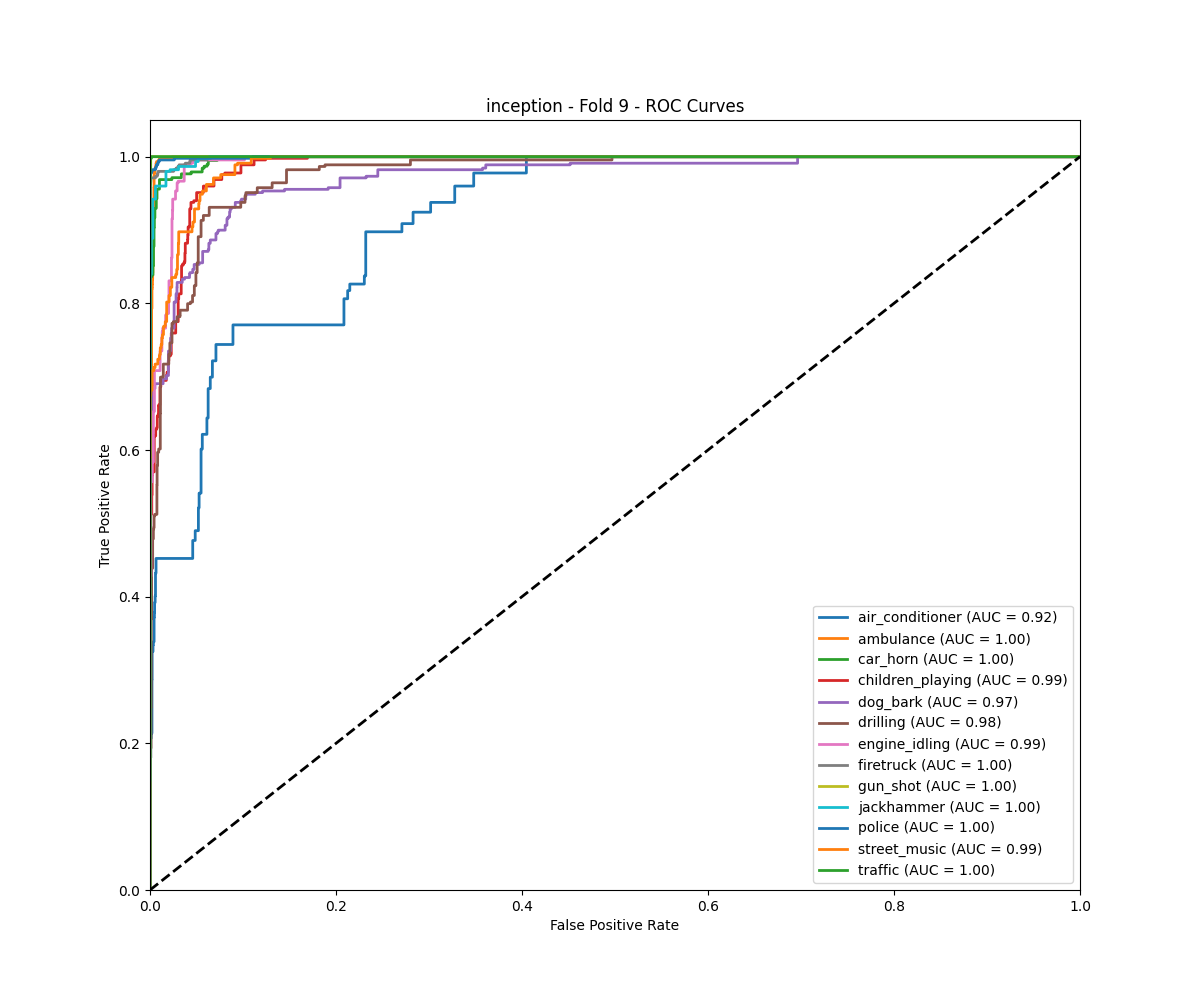 inception - Fold 9 - ROC Curves
True Positive Rate
1.0
0.8
0.6
0.4
0.2
0.0
0.0 0.2 0.4 0.6 0.8 1.0
False Positive Rate
air_conditioner (AUC = 0.92)
ambulance (AUC = 1.00)
car_horn (AUC = 1.00)
children_playing (AUC = 0.99)
dog_bark (AUC = 0.97)
drilling (AUC = 0.98)
engine_idling (AUC = 0.99)
firetruck (AUC = 1.00)
gun_shot (AUC = 1.00)
jackhammer (AUC = 1.00)
police (AUC = 1.00)
street_music (AUC = 0.99)
traffic (AUC = 1.00)